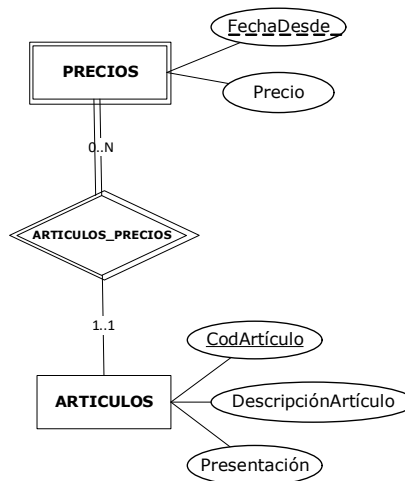 FechaDesde
PRECIOS
Precio
0..N
ARTICULOS_PRECIOS
1..1
CodArtículo
ARTICULOS
DescripciónArtículo
Presentación